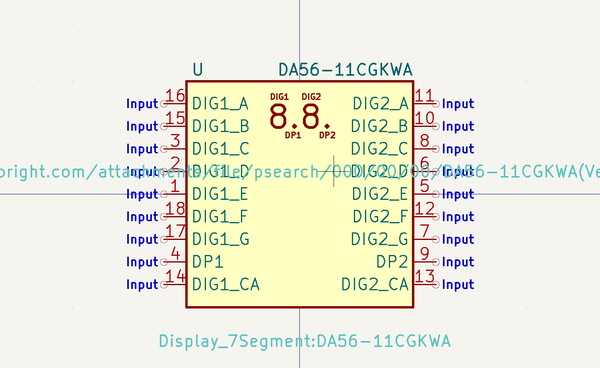 U DA56-11CGKWA
DIG1 DIG2
8.8.
DP1 DP2
Input 16 DIG1_A DIG2_A 11 Input
Input 15 DIG1_B DIG2_B 10 Input
Input 3 DIG1_C DIG2_C 8 Input
Input 2 DIG1_D DIG2_D 6 Input
bright.com/attachments/file/psearch/000/00/00/DA56-11CGKWA(Ve
Input 1 DIG1_E DIG2_E 5 Input
Input 18 DIG1_F DIG2_F 12 Input
Input 17 DIG1_G DIG2_G 7 Input
Input 4 DP1 DP2 9 Input
Input 14 DIG1_CA DIG2_CA 13 Input
Display_7Segment:DA56-11CGKWA